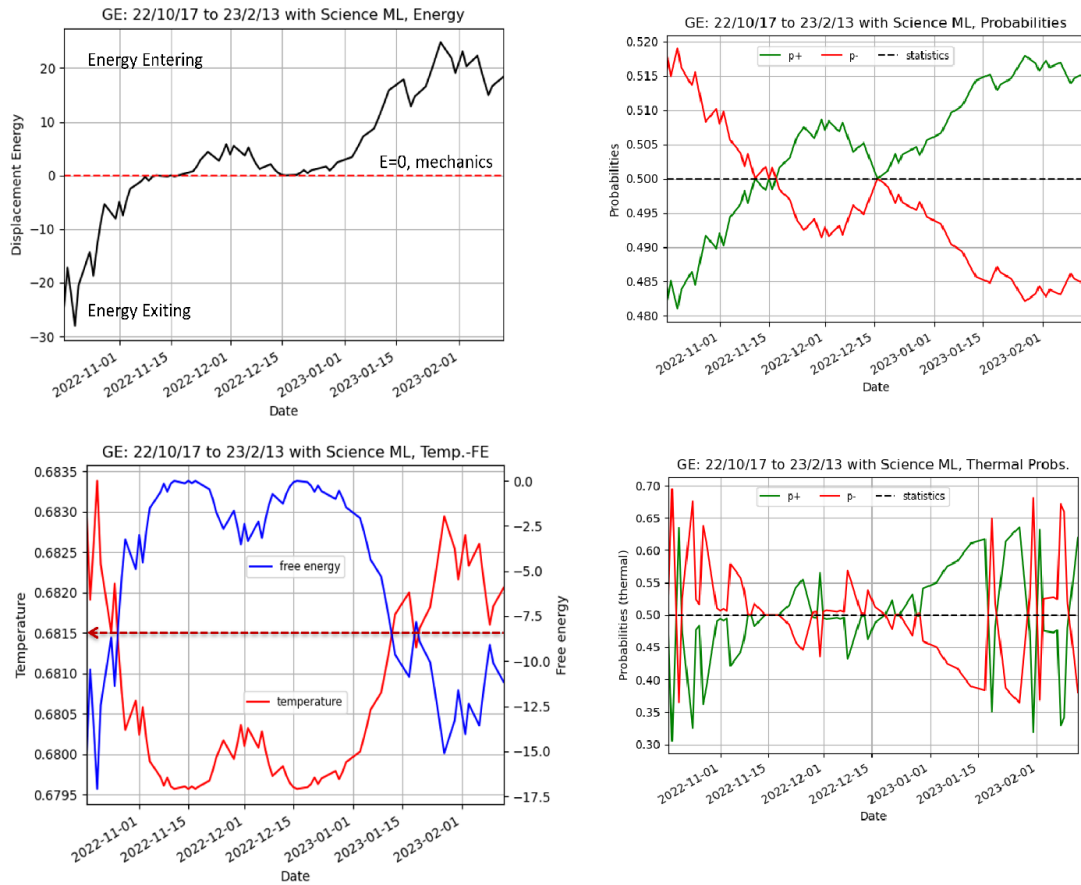 GE: 22/10/17 to 23/2/13 with Science ML, Energy
Displacement Energy
20
10
0
−10
−20
−30
Energy Entering
E=0, mechanics
Energy Exiting
2022-11-01
2022-11-15
2022-12-01
2022-12-15
2023-01-01
2023-01-15
2023-02-01
Date
GE: 22/10/17 to 23/2/13 with Science ML, Probabilities
Probabilities
0.520
0.515
0.510
0.505
0.500
0.495
0.490
0.485
0.480
p+
p-
statistics
2022-11-01
2022-11-15
2022-12-01
2022-12-15
2023-01-01
2023-01-15
2023-02-01
Date
GE: 22/10/17 to 23/2/13 with Science ML, Temp.-FE
Temperature
0.6835
0.6830
0.6825
0.6820
0.6815
0.6810
0.6805
0.6800
0.6795
free energy
temperature
0.0
−2.5
−5.0
−7.5
−10.0
−12.5
−15.0
−17.5
Free energy
2022-11-01
2022-11-15
2022-12-01
2022-12-15
2023-01-01
2023-01-15
2023-02-01
Date
GE: 22/10/17 to 23/2/13 with Science ML, Thermal Probs.
Probabilities (thermal)
0.70
0.60
0.55
0.50
0.45
0.40
0.30
p+
p-
statistics
2022-11-01
2022-11-15
2022-12-01
2022-12-15
2023-01-01
2023-01-15
2023-02-01
Date